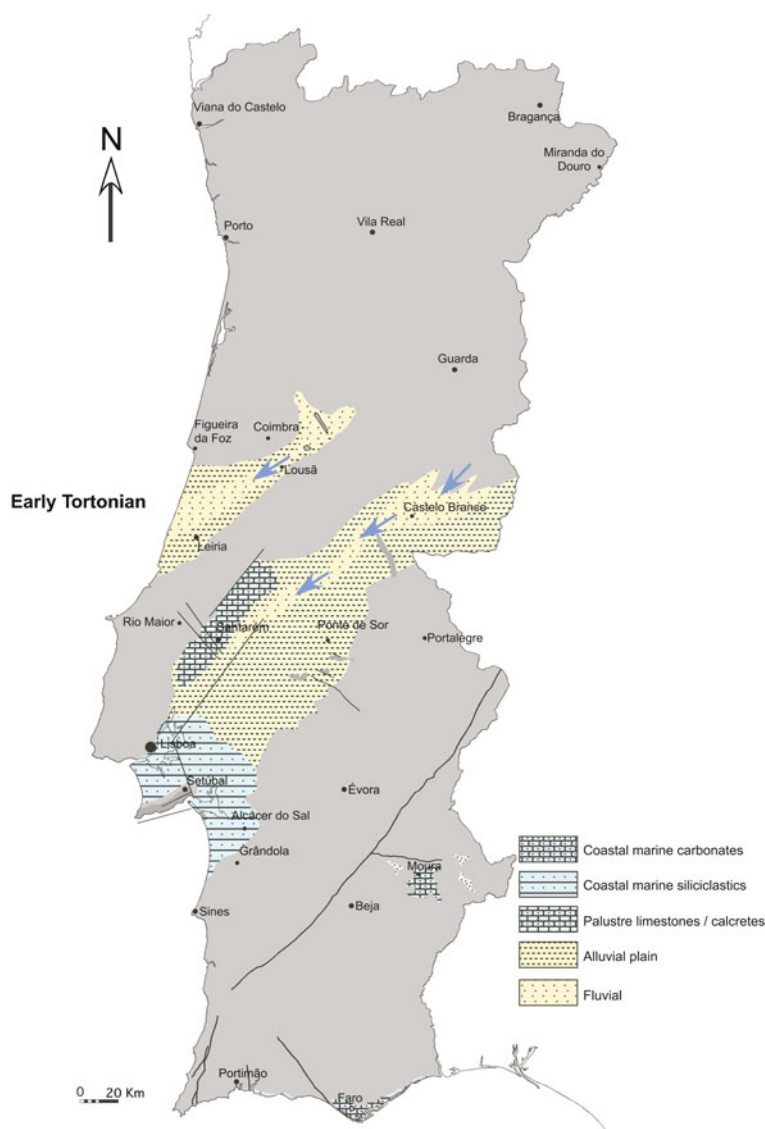 Viana do Castelo
Bragança
Miranda do
Douro
N
Porto
Vila Real
Guarda
Figueira
da Foz
Coimbra
Lousã
Early Tortonian
Castelo Branco
Leiria
Rio Maior
Santarém
Ponte de Sor
Portalegre
Lisboa
Setúbal
Évora
Alcácer do Sal
Grândola
Coastal marine carbonates
Moura
Coastal marine siliciclastics
Sines
Beja
Palustre limestones / calcretes
Alluvial plain
Fluvial
Portimão
0 20 Km
Faro